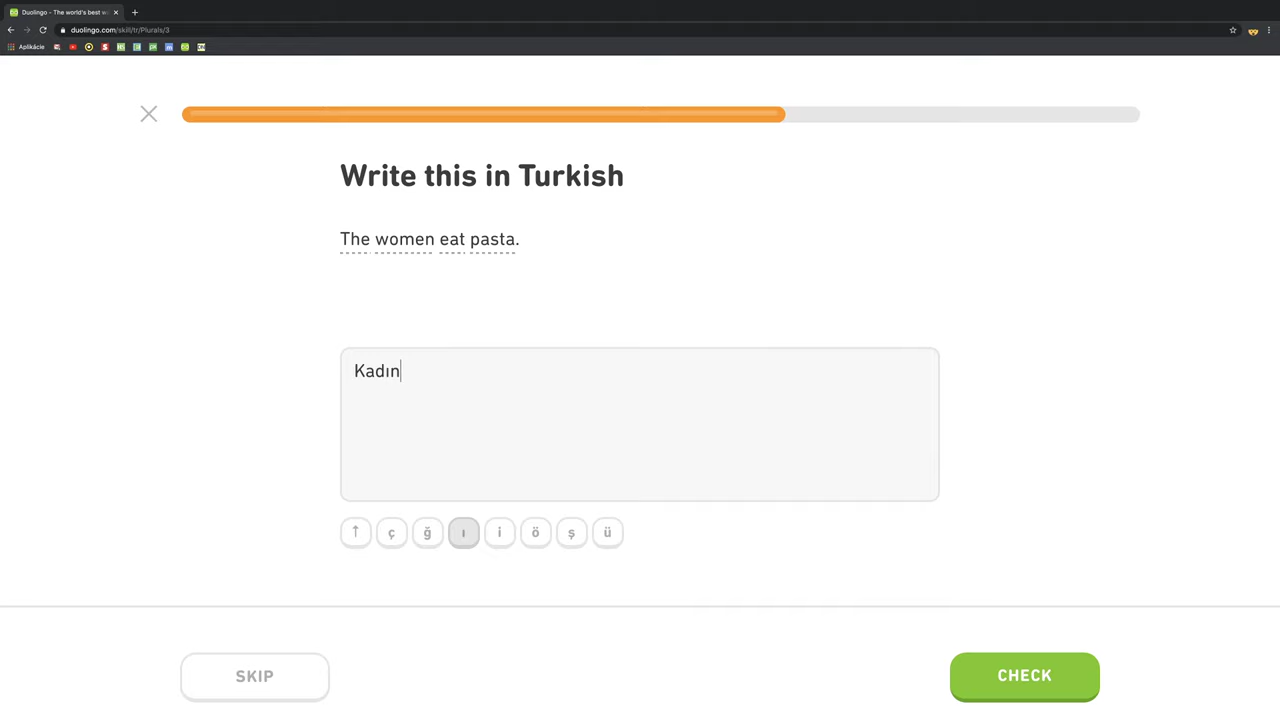 Duolingo - The world's best w
duolingo.com/skill/tr/Plurals/3
Aplikácie
Write this in Turkish
The women eat pasta.
Kadın
↑ ç ğ ı i ö ş ü
SKIP
CHECK